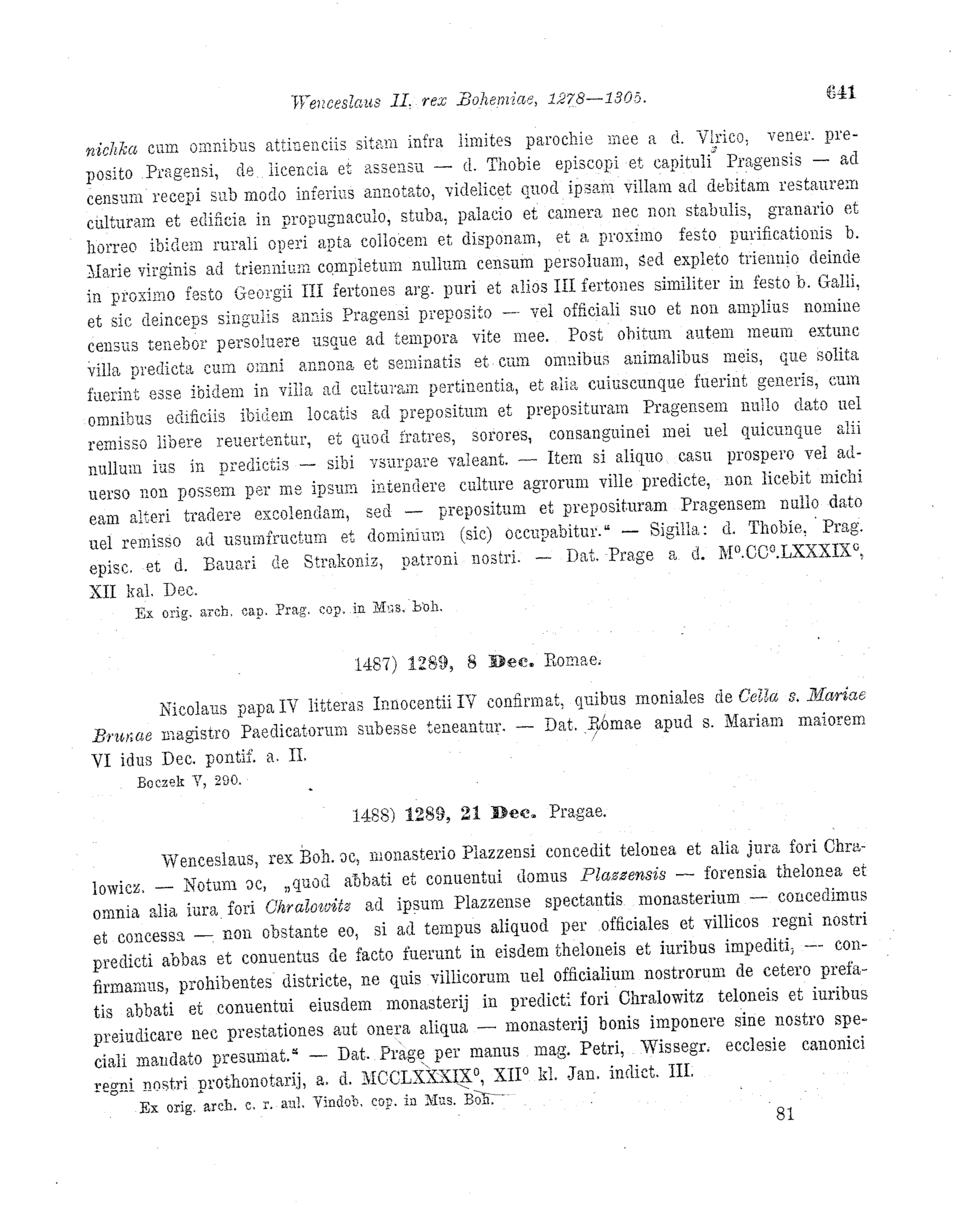 Wenceslaus II. rex Bohemiae, 1278—1305. 641
nichka cum omnibus attinenciis sitam infra limites parochie mee a d. Vlrico, vener. pre-
posito Pragensi, de licencia et assensu — d. Thobie episcopi et capituli Pragensis — ad
censum recepi sub modo inferius annotato, videlicet quod ipsam villam ad debitam restaurem
culturam et edificia in propugnaculo, stuba, palacio et camera nec non stabulis, granario et
horreo ibidem rurali operi apta collocem et disponam, et a proximo festo purificationis b.
Marie virginis ad triennium completum nullum censum persoluam, sed expleto triennio deinde
in proximo festo Georgii III fertones arg. puri et alios III fertones similiter in festo b. Galli,
et sic deinceps singulis annis Pragensi preposito — vel officiali suo et non amplius nomine
census tenebor persoluere usque ad tempora vite mee. Post obitum autem meum extunc
villa predicta cum omni annona et seminatis et cum omnibus animalibus meis, que solita
fuerint esse ibidem in villa ad culturam pertinentia, et alia cuiuscunque fuerint generis, cum
omnibus edificiis ibidem locatis ad prepositum et preposituram Pragensem nullo dato uel
remisso libere reuertentur, et quod fratres, sorores, consanguinei mei uel quicunque alii
nullum ius in predictis — sibi vsurpare valeant. — Item si aliquo casu prospero vel ad-
uerso non possem per me ipsum intendere culture agrorum ville predicte, non licebit michi
eam alteri tradere excolendam, sed — prepositum et preposituram Pragensem nullo dato
uel remisso ad usumfructum et dominium (sic) occupabitur.“ — Sigilla: d. Thobie, Prag.
episc. et d. Bauari de Strakoniz, patroni nostri. — Dat. Prage a d. Mº.CCº.LXXXIXº,
XII kal. Dec.
Ex orig. arch. cap. Prag. cop. in Mus. boh.
1487) 1289, 8 Dec. Romae.
Nicolaus papa IV litteras Innocentii IV confirmat, quibus moniales de Cella s. Mariae
Brunae magistro Paedicatorum subesse teneantur. — Dat. Romae apud s. Mariam maiorem
VI idus Dec. pontif. a. II.
Boczek V, 290.
1488) 1289, 21 Dec. Pragae.
Wenceslaus, rex Boh. ɔc, monasterio Plazzensi concedit telonea et alia jura fori Chra-
lowicz. — Notum ɔc, „quod abbati et conuentui domus Plazzensis — forensia thelonea et
omnia alia iura fori Chralowitz ad ipsum Plazzense spectantis monasterium — concedimus
et concessa — non obstante eo, si ad tempus aliquod per officiales et villicos regni nostri
predicti abbas et conuentus de facto fuerunt in eisdem theloneis et iuribus impediti, — con-
firmamus, prohibentes districte, ne quis villicorum uel officialium nostrorum de cetero prefa-
tis abbati et conuentui eiusdem monasterij in predicti fori Chralowitz teloneis et iuribus
preiudicare nec prestationes aut onera aliqua — monasterij bonis imponere sine nostro spe-
ciali mandato presumat.“ — Dat. Prage per manus mag. Petri, Wissegr. ecclesie canonici
regni nostri prothonotarij, a. d. MCCLXXXIXº, XIIº kl. Jan. indict. III.
Ex orig. arch. c. r. aul. Vindob. cop. in Mus. Boh.
81